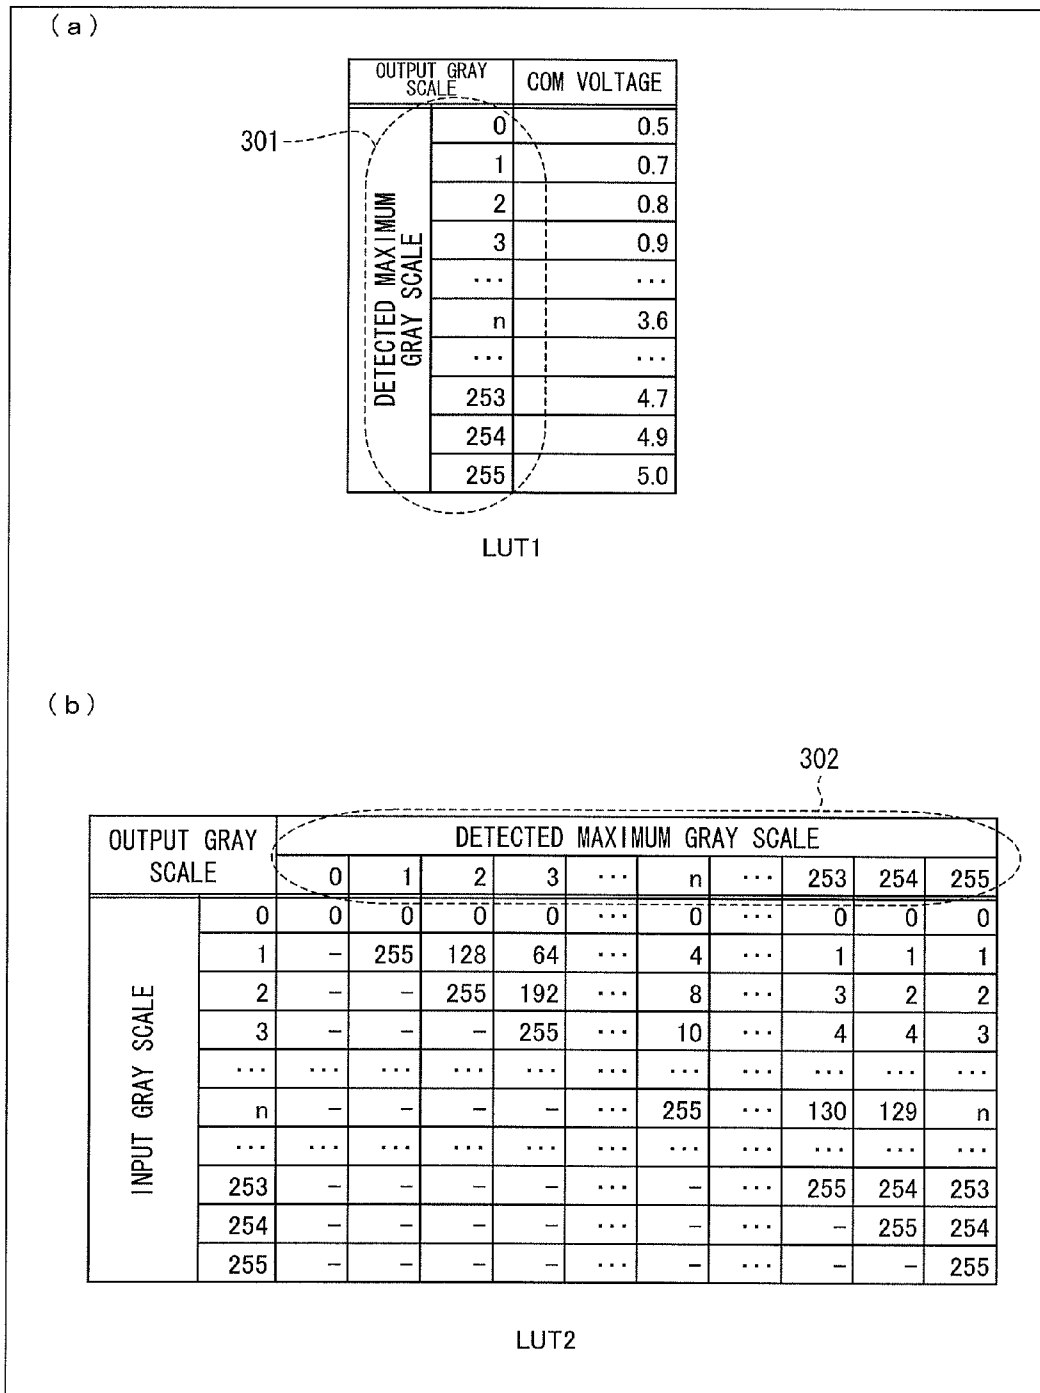 (a)
OUTPUT GRAY SCALE COM VOLTAGE
301
DETECTED MAXIMUM GRAY SCALE
0 0.5
1 0.7
2 0.8
3 0.9
... ...
n 3.6
... ...
253 4.7
254 4.9
255 5.0
LUT1
(b)
302
OUTPUT GRAY SCALE DETECTED MAXIMUM GRAY SCALE
0 1 2 3 ... n ... 253 254 255
INPUT GRAY SCALE
0 0 0 0 0 ... 0 ... 0 0 0
1 - 255 128 64 ... 4 ... 1 1 1
2 - - 255 192 ... 8 ... 3 2 2
3 - - - 255 ... 10 ... 4 4 3
... ... ... ... ... ... ... ... ... ... ...
n - - - - ... 255 ... 130 129 n
... ... ... ... ... ... ... ... ... ... ...
253 - - - - ... - ... 255 254 253
254 - - - - ... - ... - 255 254
255 - - - - ... - ... - - 255
LUT2